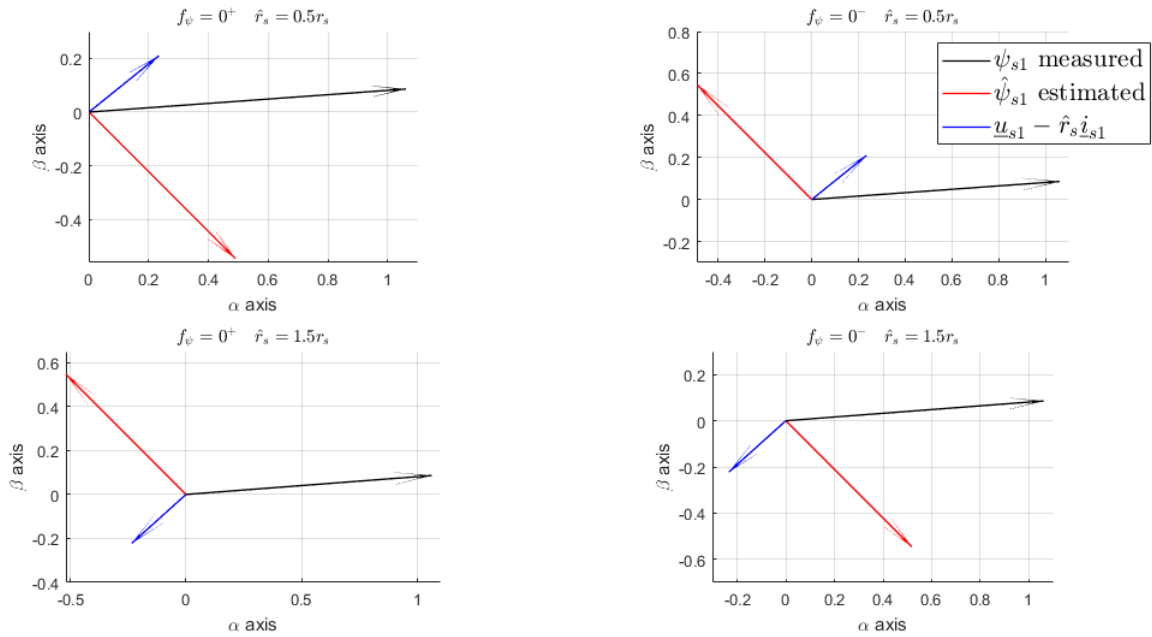 f_ψ = 0⁺ r̂_s = 0.5r_s
0.2
0
-0.2
-0.4
β axis
0 0.2 0.4 0.6 0.8 1
α axis
f_ψ = 0⁻ r̂_s = 0.5r_s
0.8
0.6
0.4
0.2
0
-0.2
β axis
-0.4 -0.2 0 0.2 0.4 0.6 0.8 1
α axis
ψ_s1 measured
ψ̂_s1 estimated
u_s1 − r̂_s i_s1
f_ψ = 0⁺ r̂_s = 1.5r_s
0.6
0.4
0.2
0
-0.2
-0.4
β axis
-0.5 0 0.5 1
α axis
f_ψ = 0⁻ r̂_s = 1.5r_s
0.2
0
-0.2
-0.4
-0.6
β axis
-0.2 0 0.2 0.4 0.6 0.8 1
α axis